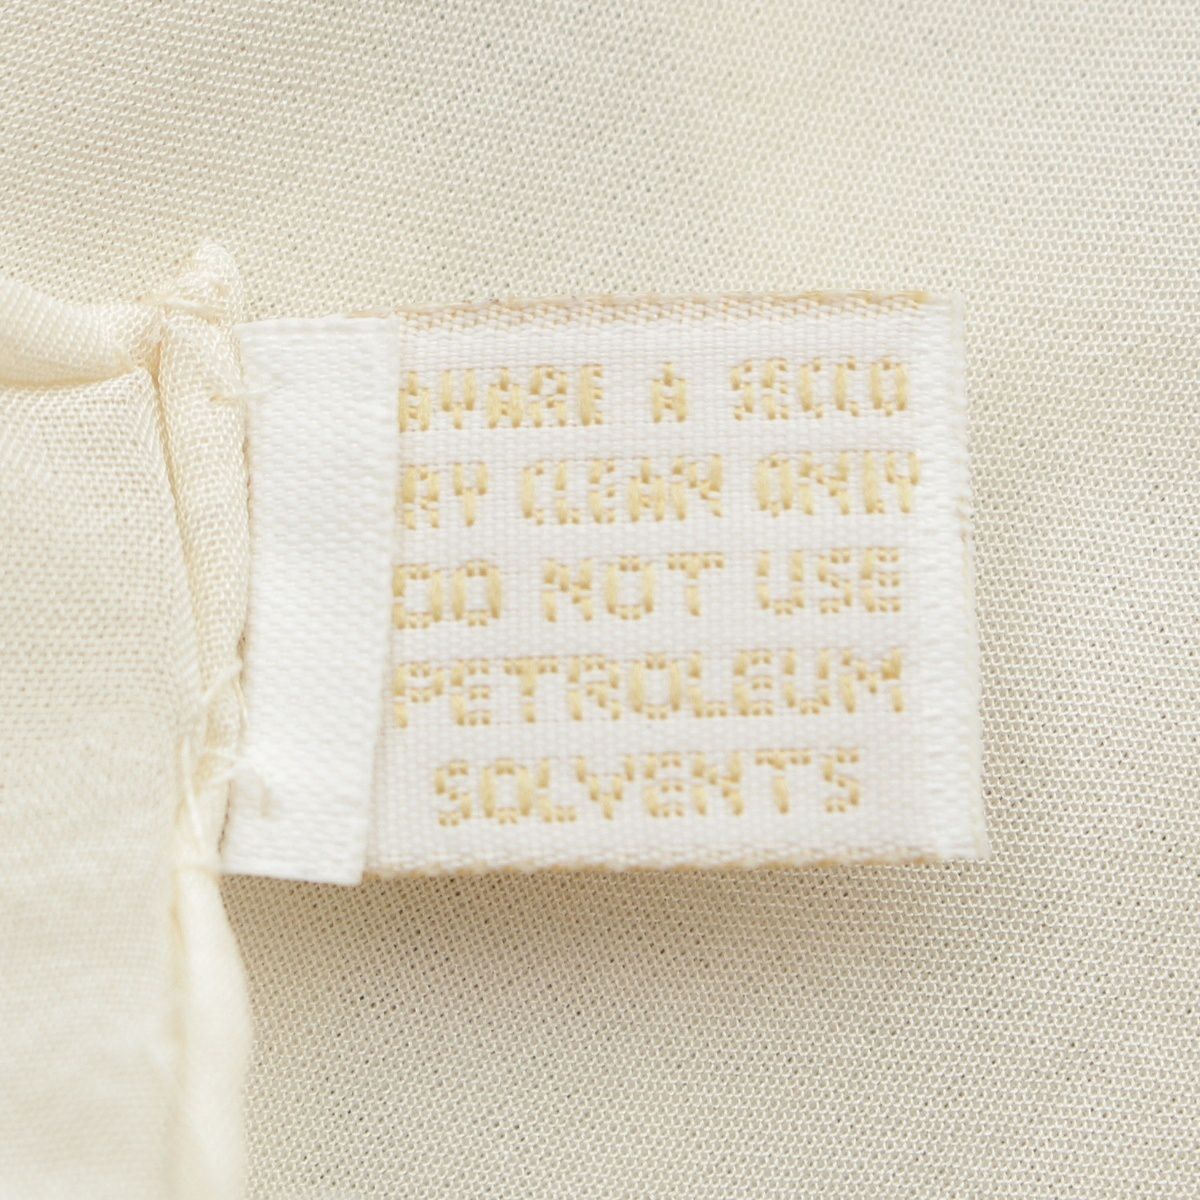 AVARE A SECCO
RY CLEAN ONLY
DO NOT USE
PETROLEUM
SOLVENTS